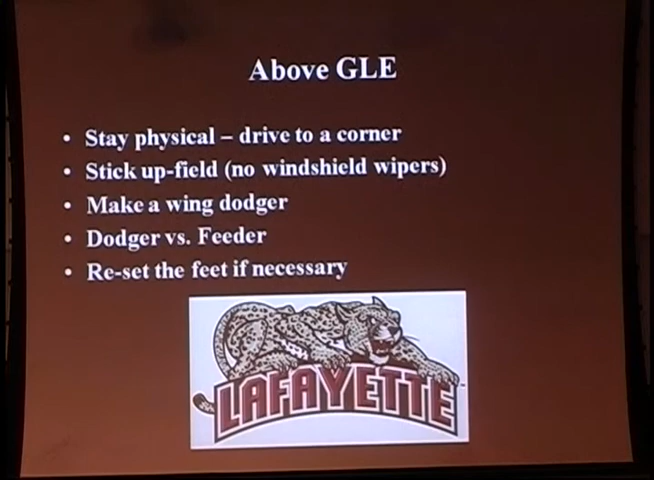 Above GLE
• Stay physical – drive to a corner
• Stick up-field (no windshield wipers)
• Make a wing dodger
• Dodger vs. Feeder
• Re-set the feet if necessary
LAFAYETTE